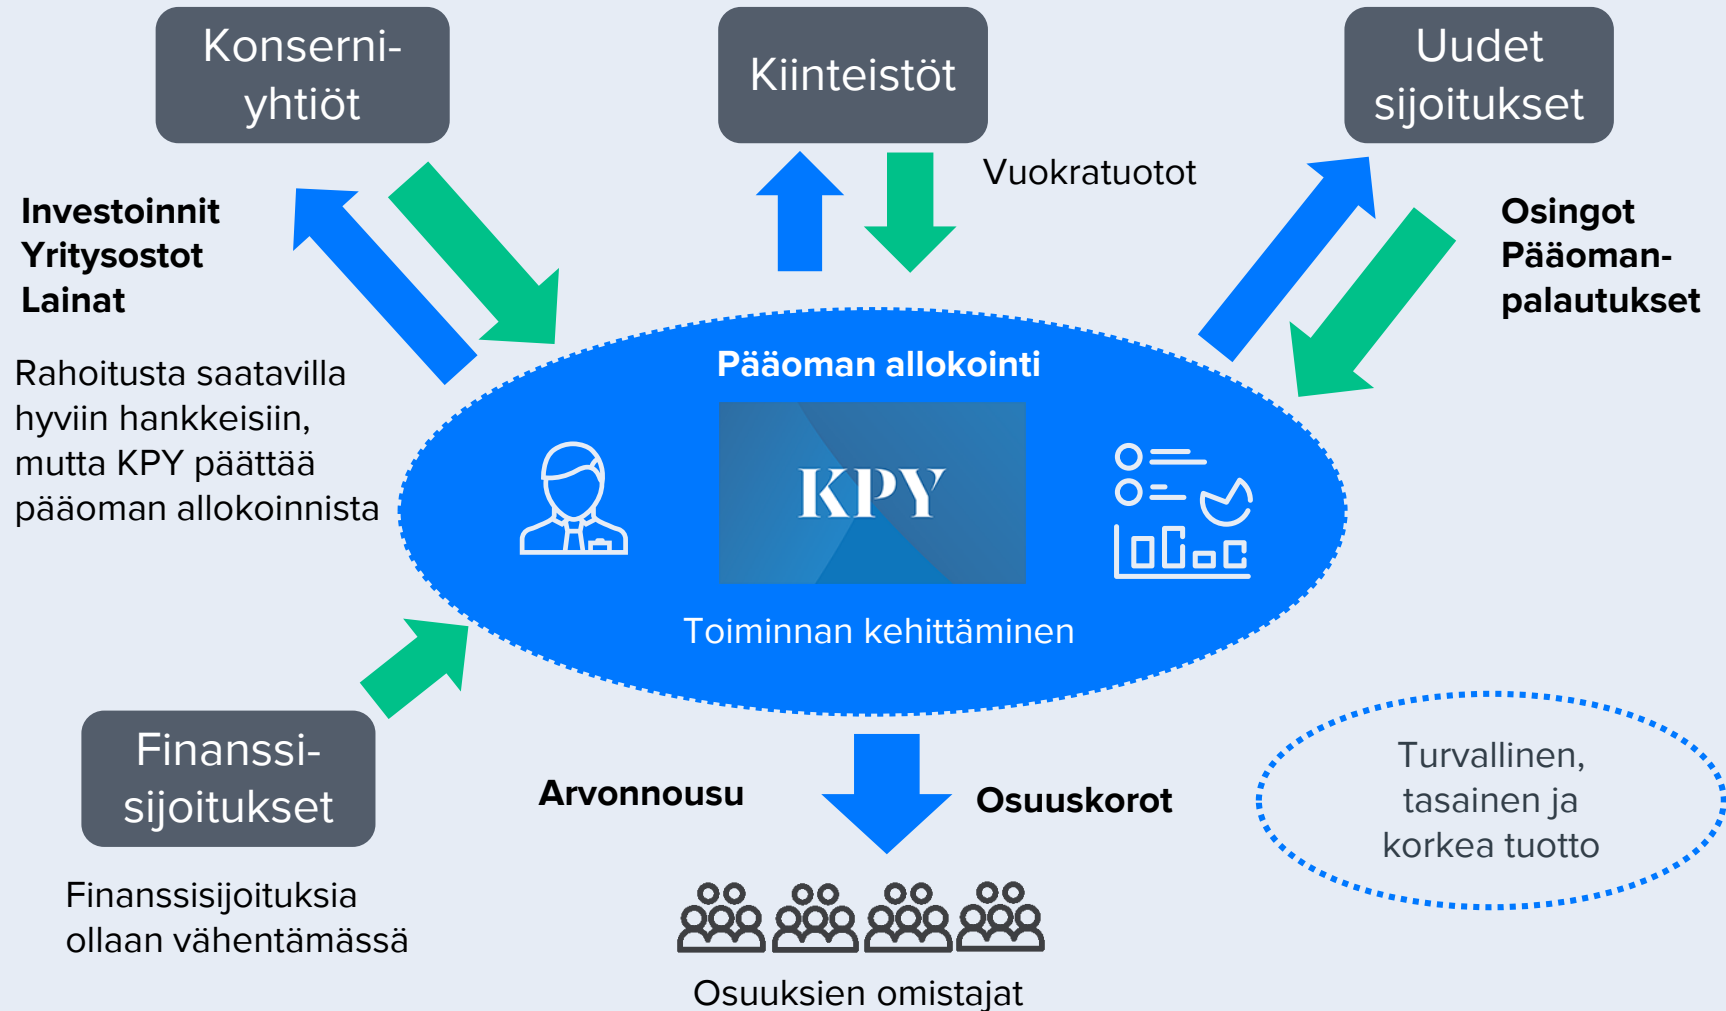 Konserni-
yhtiöt
Kiinteistöt
Uudet
sijoitukset
Vuokratuotot
Investoinnit
Yritysostot
Lainat
Osingot
Pääoman-
palautukset
Rahoitusta saatavilla
hyviin hankkeisiin,
mutta KPY päättää
pääoman allokoinnista
Pääoman allokointi
KPY
Toiminnan kehittäminen
Finanssi-
sijoitukset
Finanssisijoituksia
ollaan vähentämässä
Arvonnousu
Osuuskorot
Turvallinen,
tasainen ja
korkea tuotto
Osuuksien omistajat